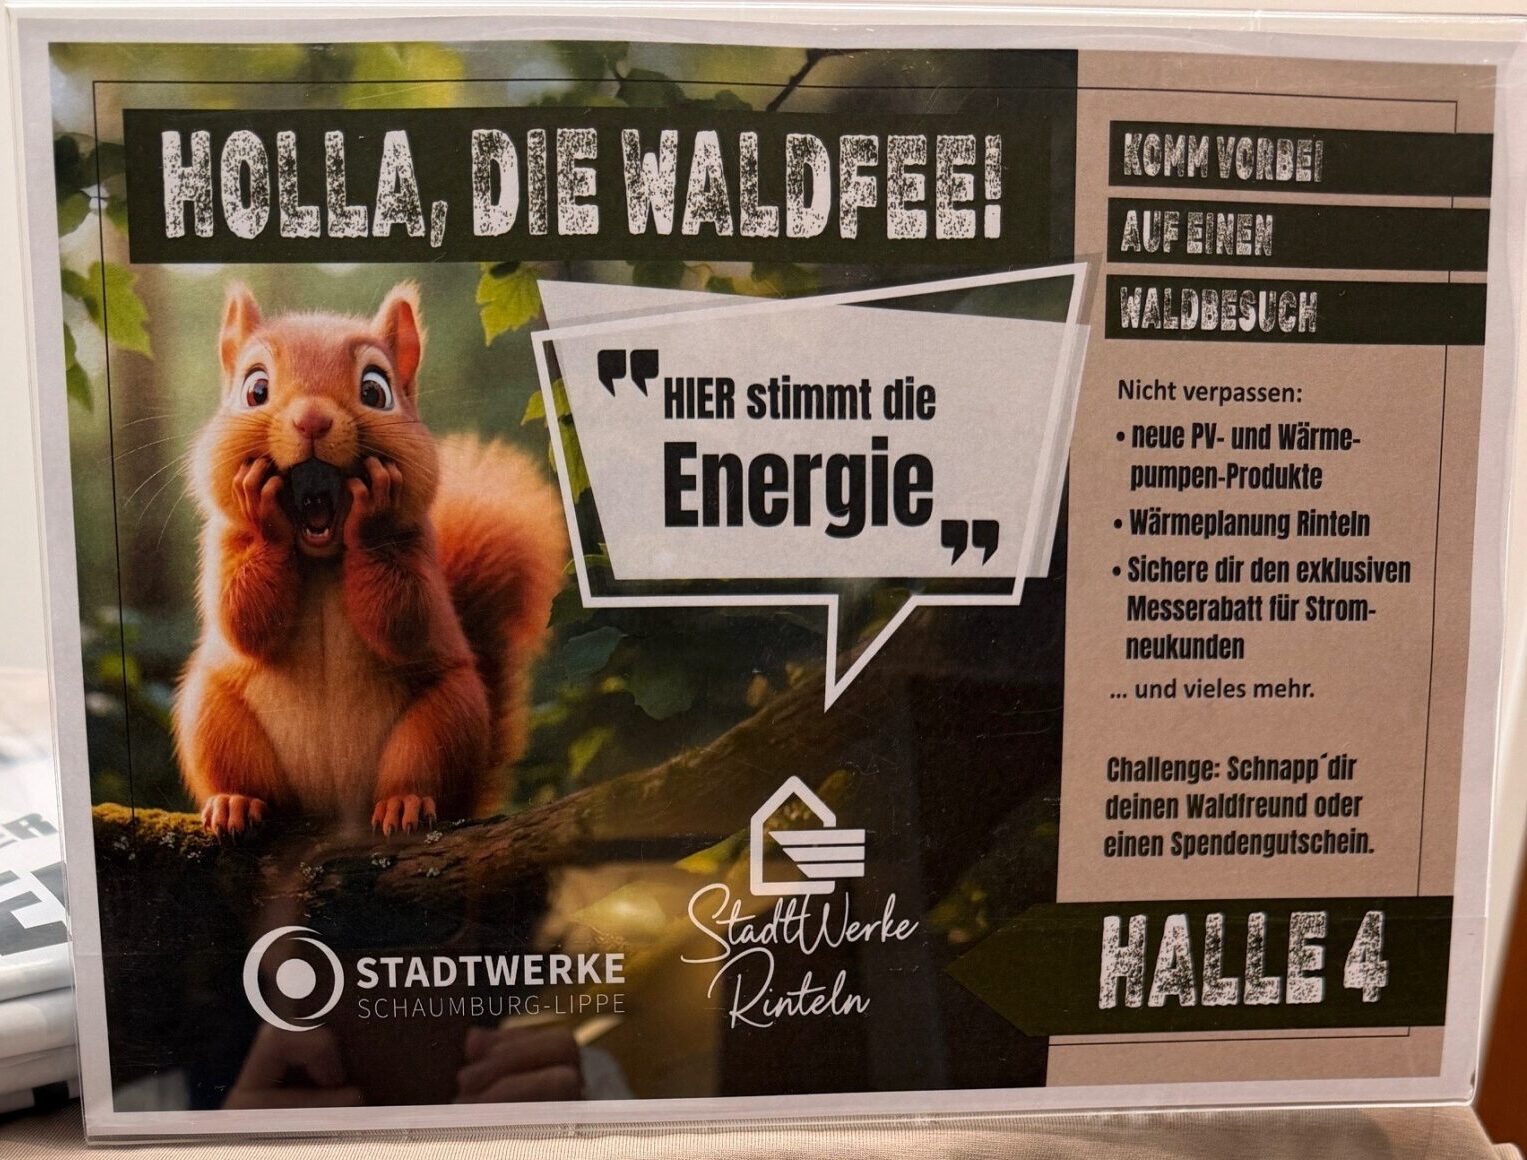 HOLLA, DIE WALDFEE!
"HIER stimmt die
Energie"
STADTWERKE
SCHAUMBURG-LIPPE
StadtWerke
Rinteln
KOMM VORBEI
AUF EINEN
WALDBESUCH
Nicht verpassen:
• neue PV- und Wärme-
pumpen-Produkte
• Wärmeplanung Rinteln
• Sichere dir den exklusiven
Messerabatt für Strom-
neukunden
... und vieles mehr.
Challenge: Schnapp´dir
deinen Waldfreund oder
einen Spendengutschein.
HALLE 4